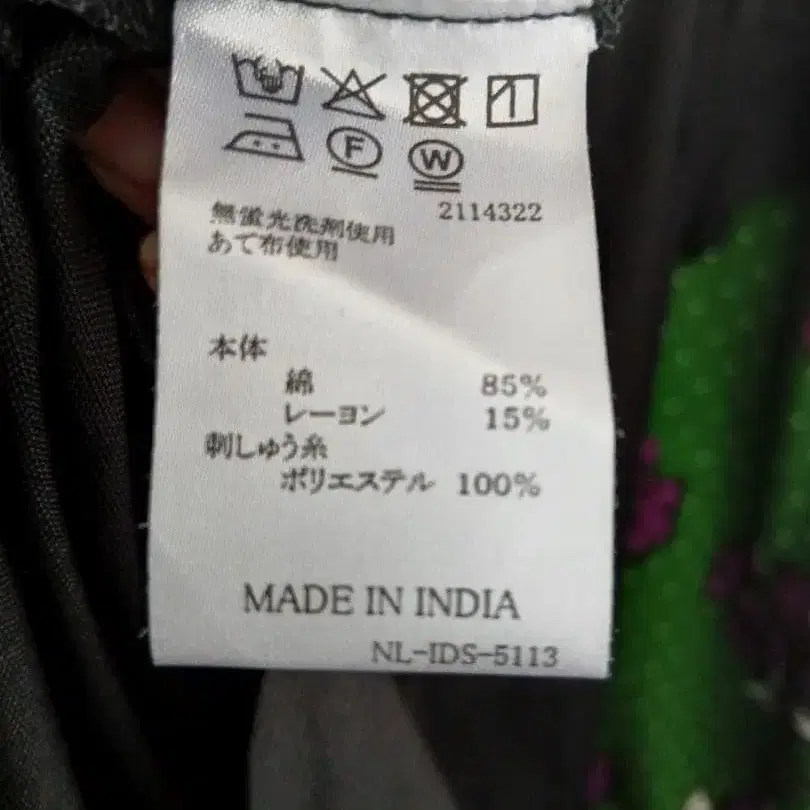 F
W
2114322
無蛍光洗剤使用
あて布使用
本体
綿 85%
レーヨン 15%
刺しゅう糸
ポリエステル 100%
MADE IN INDIA
NL-IDS-5113